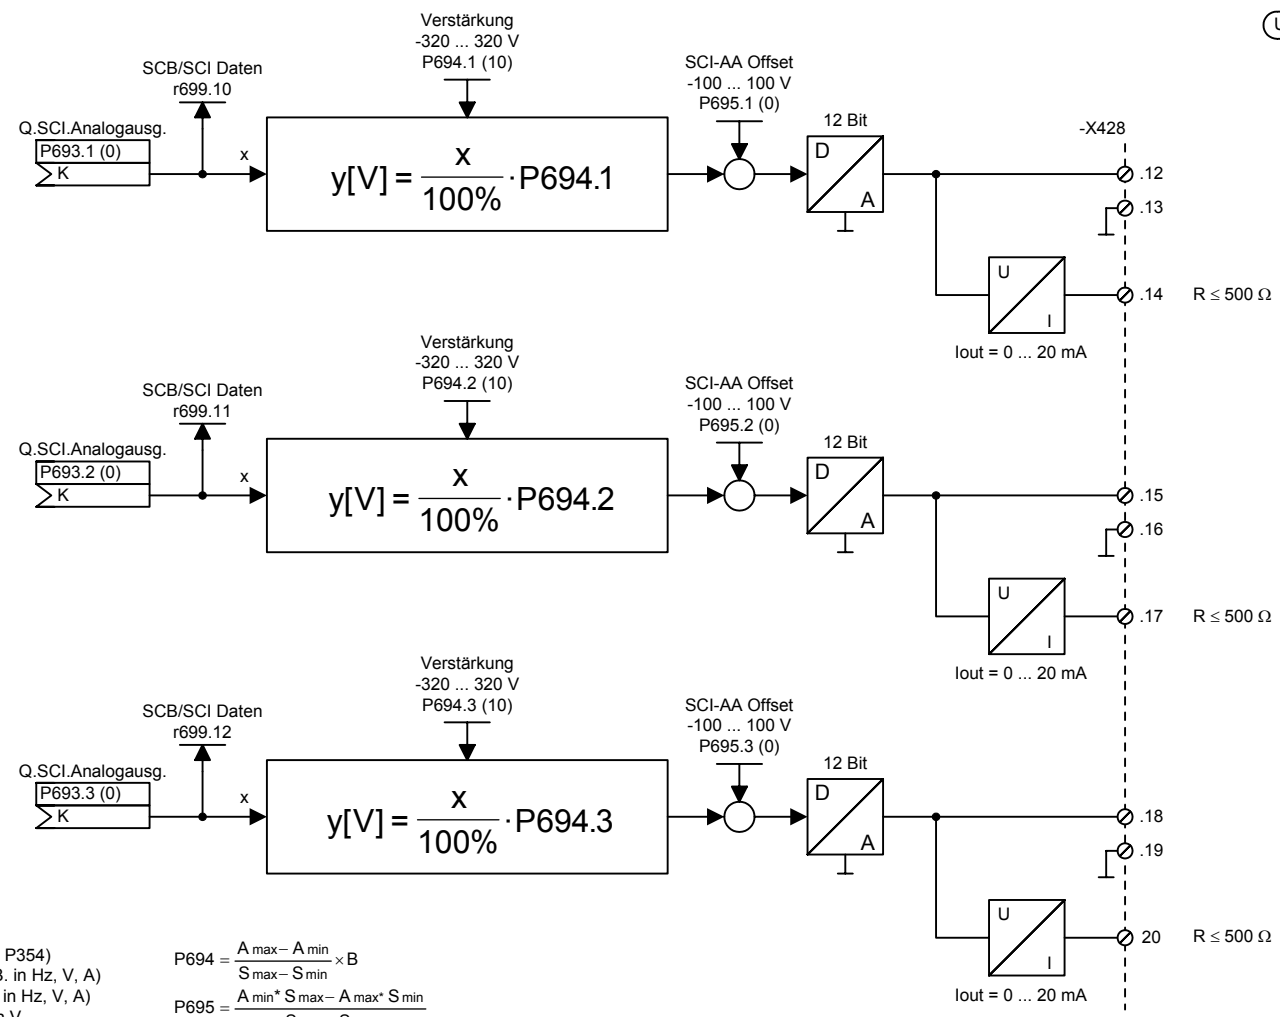 Verstärkung
-320 ... 320 V
P694.1 (10)
SCB/SCI Daten
r699.10
SCI-AA Offset
-100 ... 100 V
P695.1 (0)
Q.SCI.Analogausg.
P693.1 (0)
K
x
y[V] = x / 100% · P694.1
12 Bit
D
A
-X428
.12
.13
U
I
.14 R ≤ 500 Ω
Iout = 0 ... 20 mA
Verstärkung
-320 ... 320 V
P694.2 (10)
SCB/SCI Daten
r699.11
SCI-AA Offset
-100 ... 100 V
P695.2 (0)
Q.SCI.Analogausg.
P693.2 (0)
K
x
y[V] = x / 100% · P694.2
12 Bit
D
A
.15
.16
U
I
.17 R ≤ 500 Ω
Iout = 0 ... 20 mA
Verstärkung
-320 ... 320 V
P694.3 (10)
SCB/SCI Daten
r699.12
SCI-AA Offset
-100 ... 100 V
P695.3 (0)
Q.SCI.Analogausg.
P693.3 (0)
K
x
y[V] = x / 100% · P694.3
12 Bit
D
A
.18
.19
U
I
20 R ≤ 500 Ω
Iout = 0 ... 20 mA
P354)
in Hz, V, A)
in Hz, V, A)
V
P694 = A max – A min / S max – S min × B
P695 = A min* S max – A max* S min